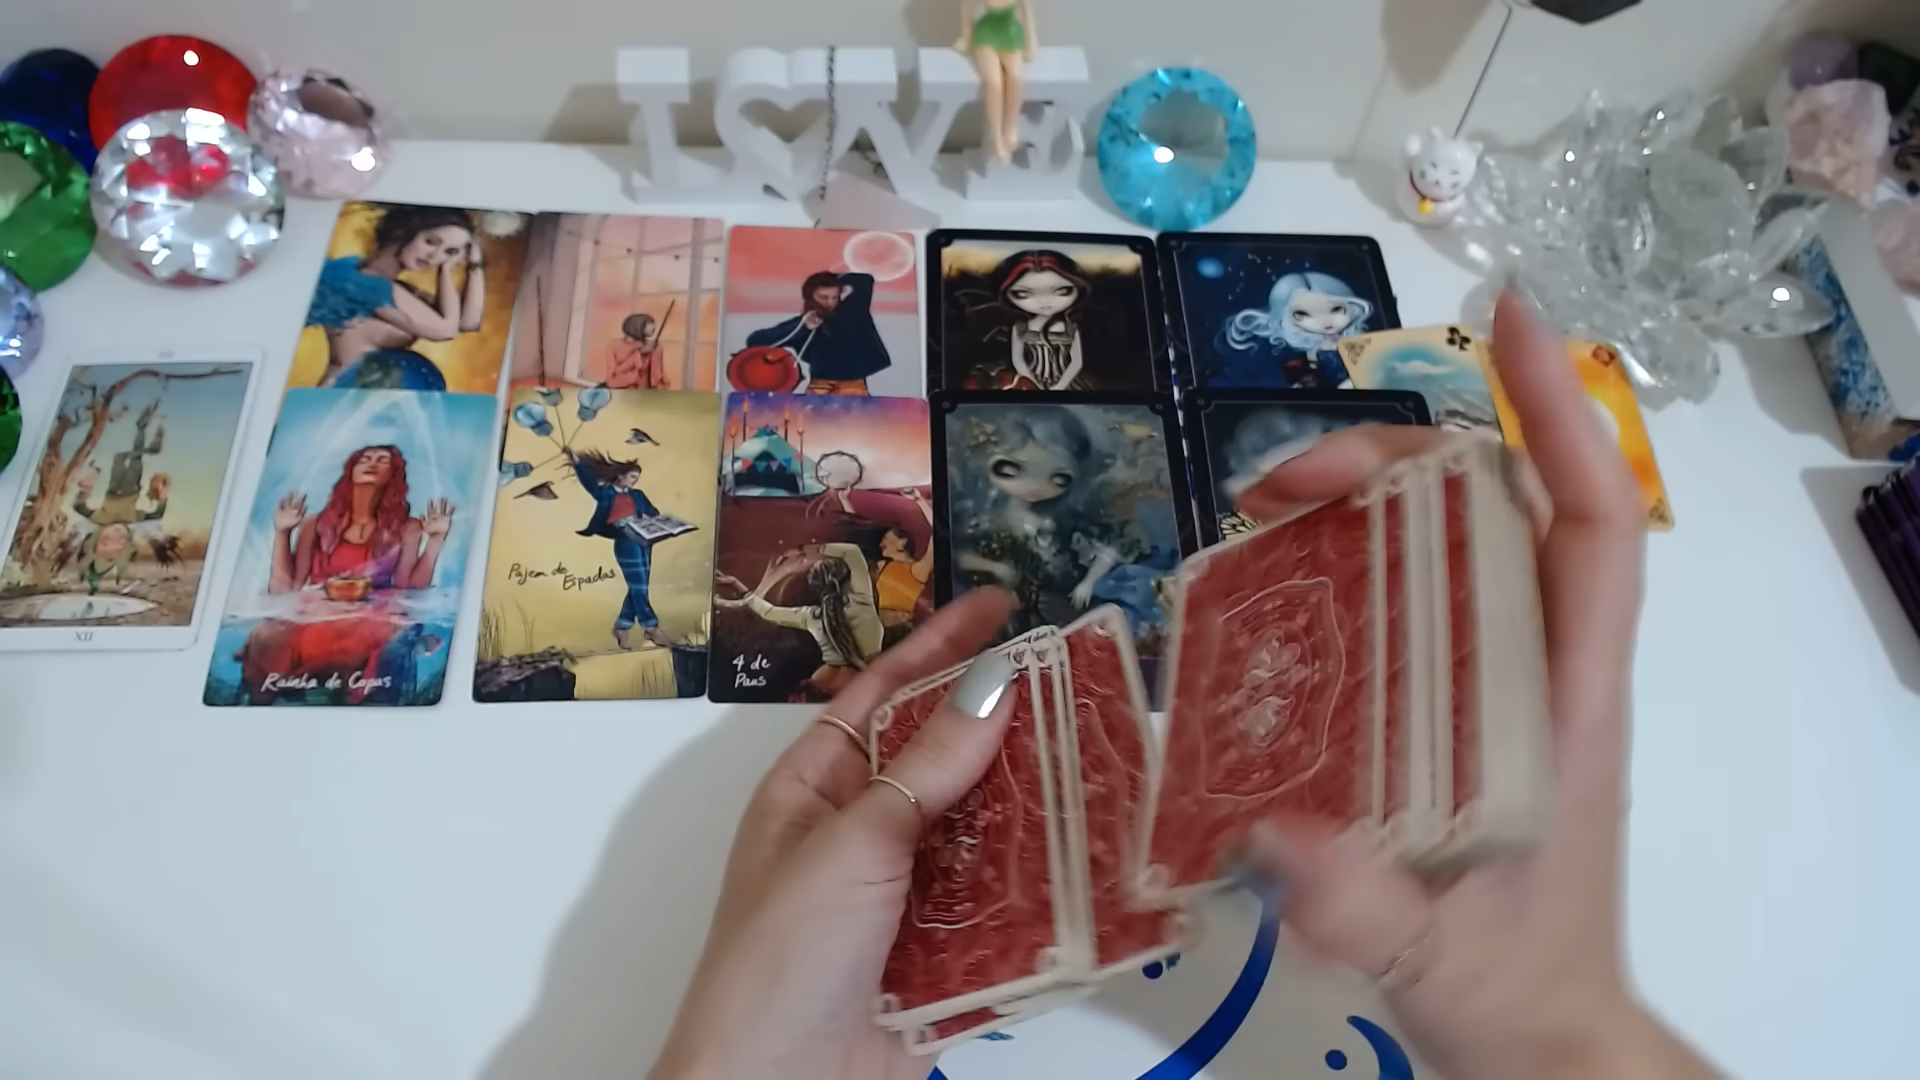 LOVE
XII
Rainha de Copas
Pajem de
Espadas
4 de
Paus